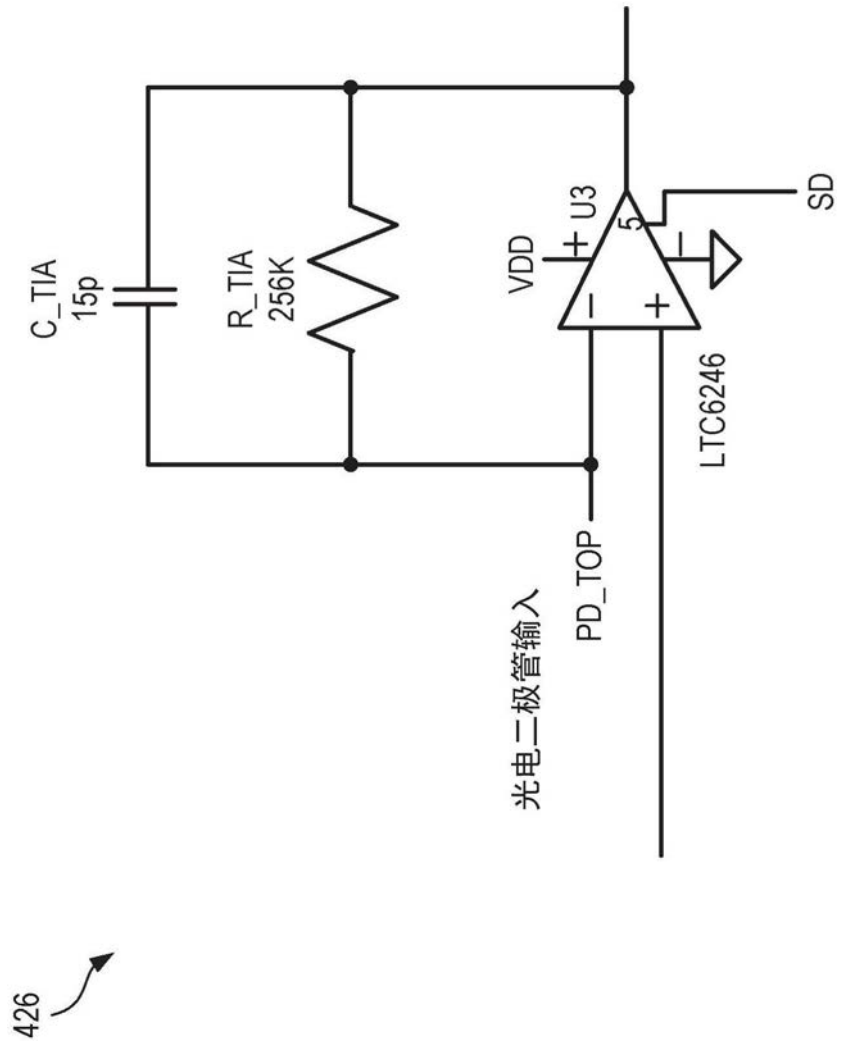 426
C_TIA
15p
R_TIA
256K
VDD
+
U3
5
−
+
−
SD
LTC6246
光电二极管输入
PD_TOP